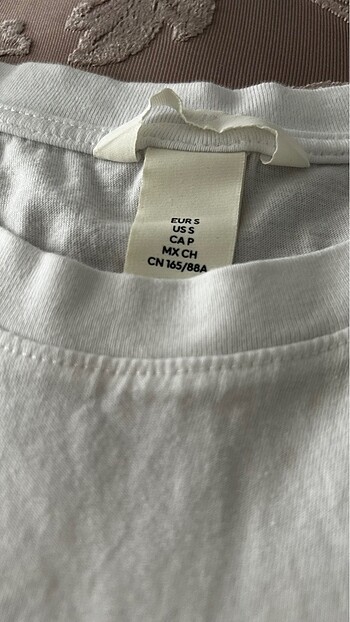 EUR S
US S
CA P
MX CH
CN 165/88A